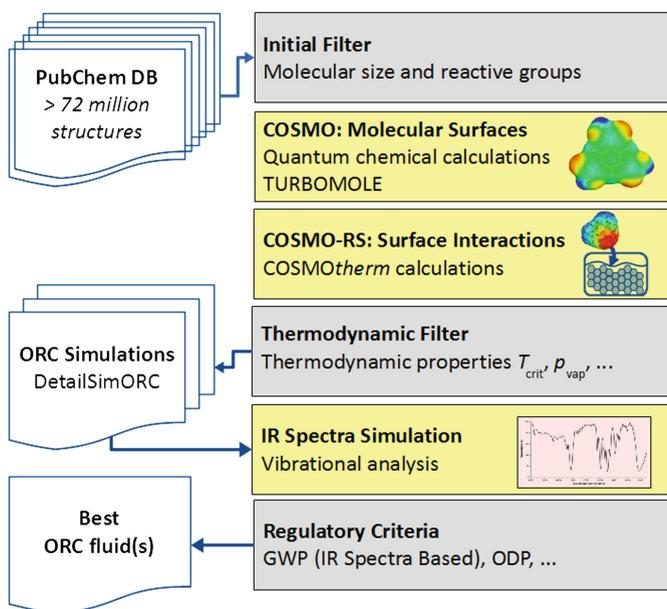 PubChem DB
> 72 million
structures
Initial Filter
Molecular size and reactive groups
COSMO: Molecular Surfaces
Quantum chemical calculations
TURBOMOLE
COSMO-RS: Surface Interactions
COSMOtherm calculations
ORC Simulations
DetailSimORC
Thermodynamic Filter
Thermodynamic properties Tcrit, pvap, ...
IR Spectra Simulation
Vibrational analysis
Best
ORC fluid(s)
Regulatory Criteria
GWP (IR Spectra Based), ODP, ...